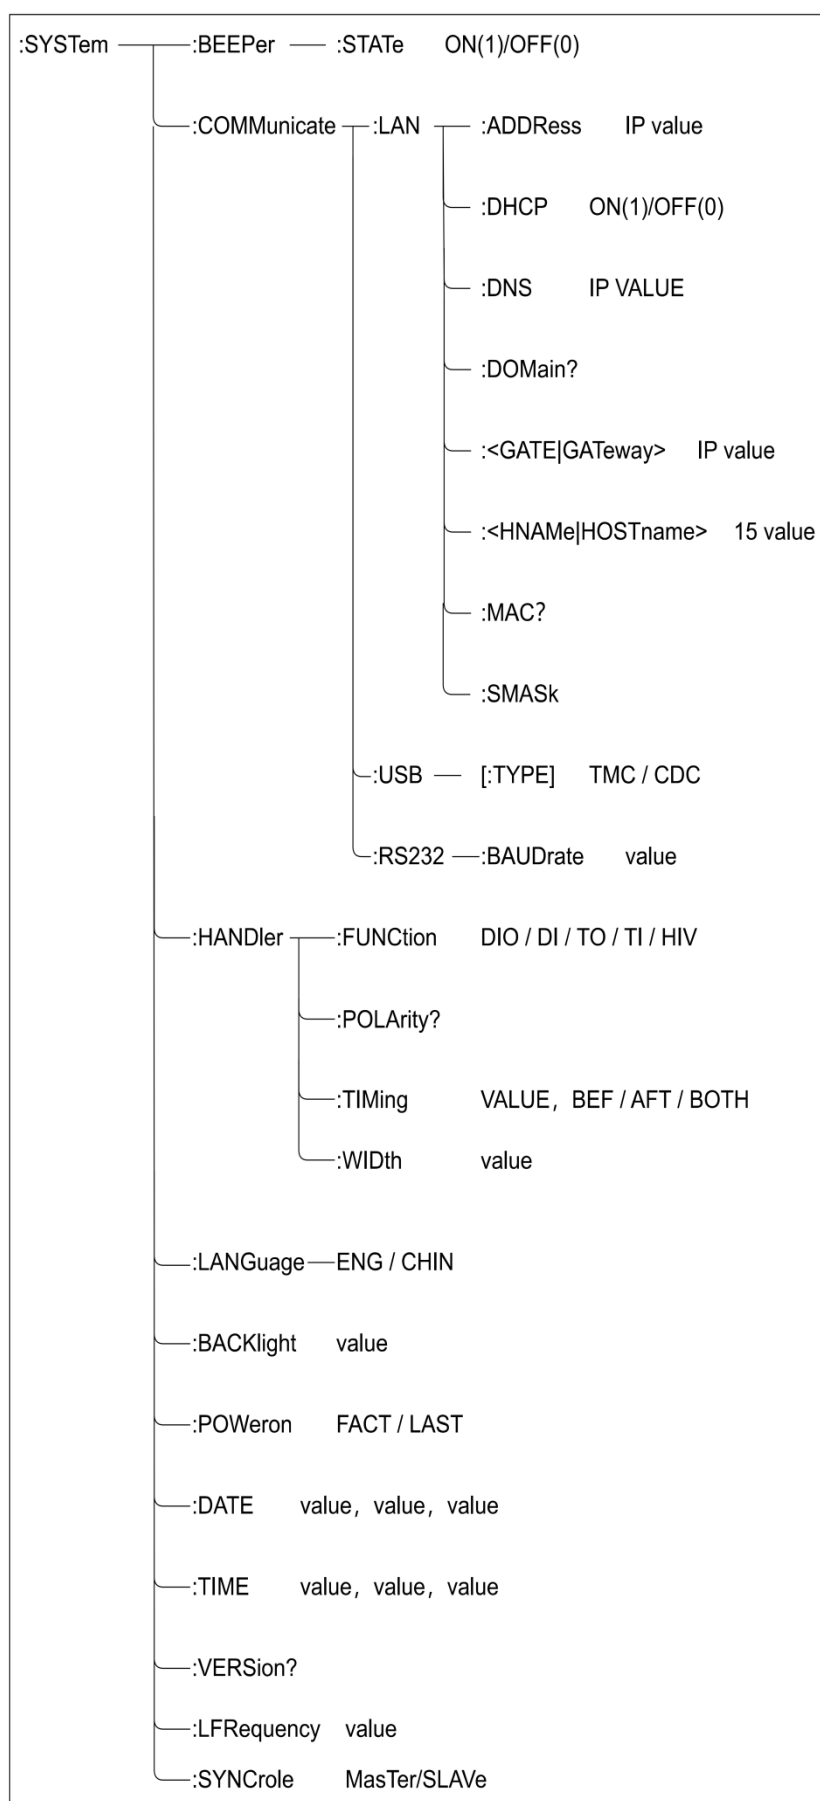 :SYSTem :BEEPer :STATe ON(1)/OFF(0)
:COMMunicate :LAN :ADDRess IP value
:DHCP ON(1)/OFF(0)
:DNS IP VALUE
:DOMain?
:<GATE|GATeway> IP value
:<HNAMe|HOSTname> 15 value
:MAC?
:SMASk
:USB [:TYPE] TMC / CDC
:RS232 :BAUDrate value
:HANDler :FUNCtion DIO / DI / TO / TI / HIV
:POLArity?
:TIMing VALUE, BEF / AFT / BOTH
:WIDth value
:LANGuage ENG / CHIN
:BACKlight value
:POWeron FACT / LAST
:DATE value, value, value
:TIME value, value, value
:VERSion?
:LFRequency value
:SYNCrole MasTer/SLAVe